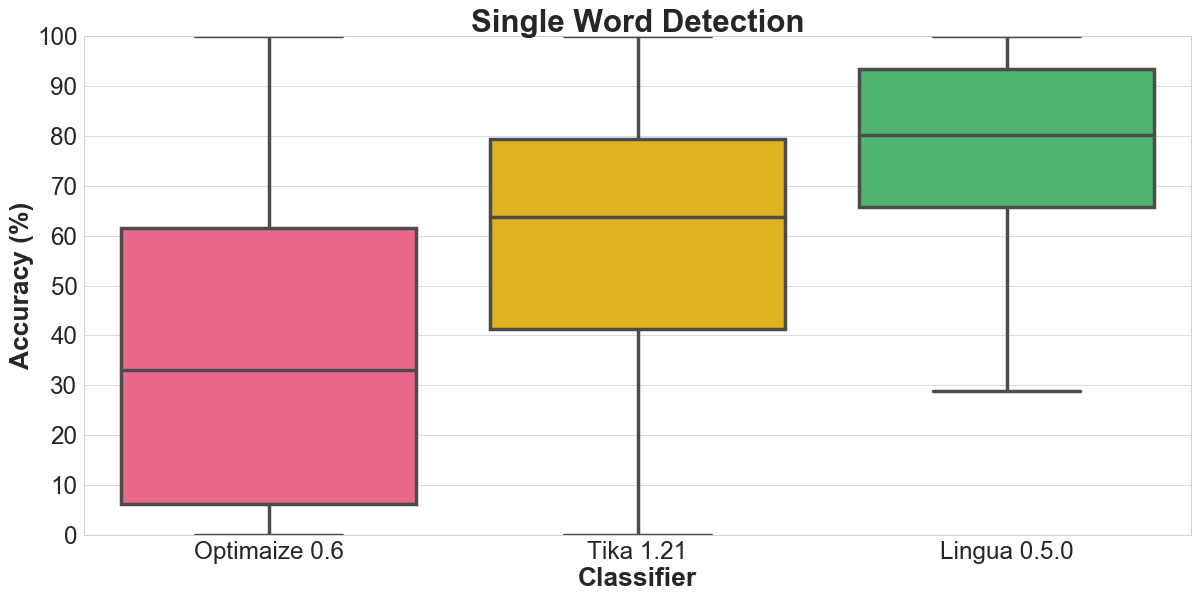 Single Word Detection
Accuracy (%)
100
90
80
70
60
50
40
30
20
10
0
Optimaize 0.6
Tika 1.21
Lingua 0.5.0
Classifier